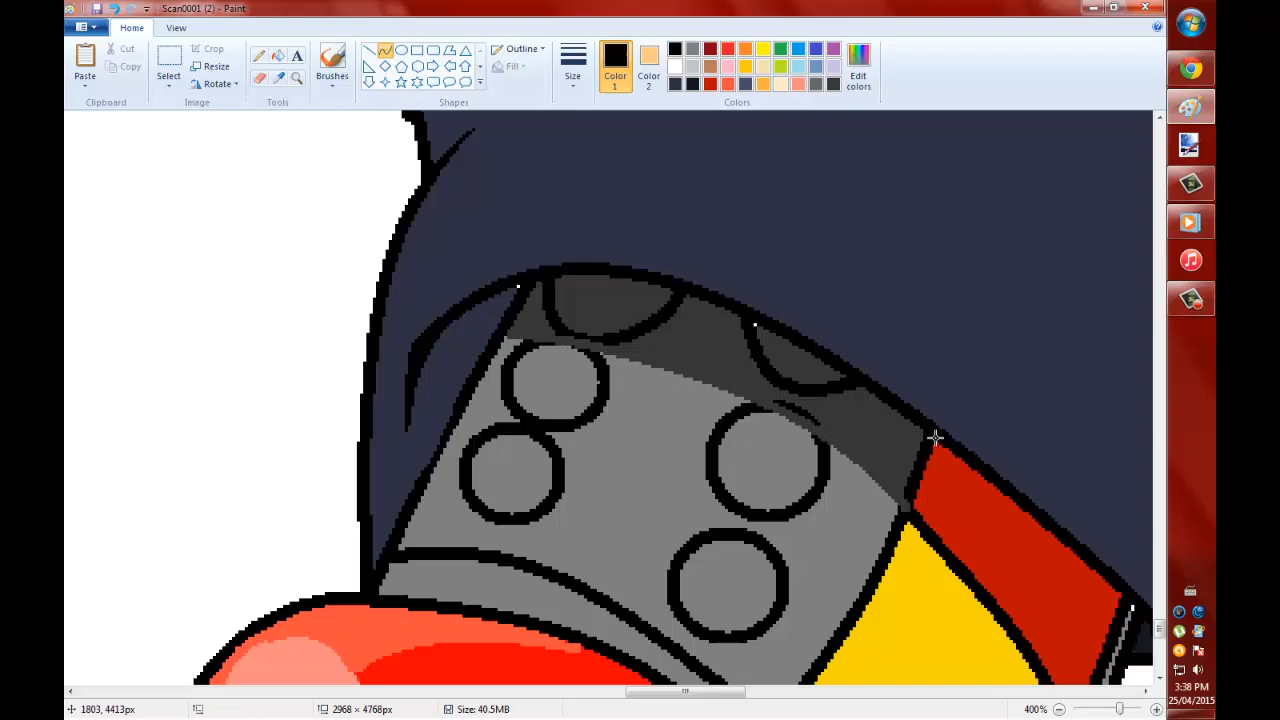 Scan0001 (2) - Paint
Home
View
Paste
Cut
Copy
Clipboard
Select
Crop
Resize
Rotate
Image
A
Tools
Brushes
Outline
Fill
Shapes
Size
Color 1
Color 2
Edit colors
Colors
1803, 4413px
2968 × 4768px
Size: 40.5MB
400%
3:38 PM
25/04/2015